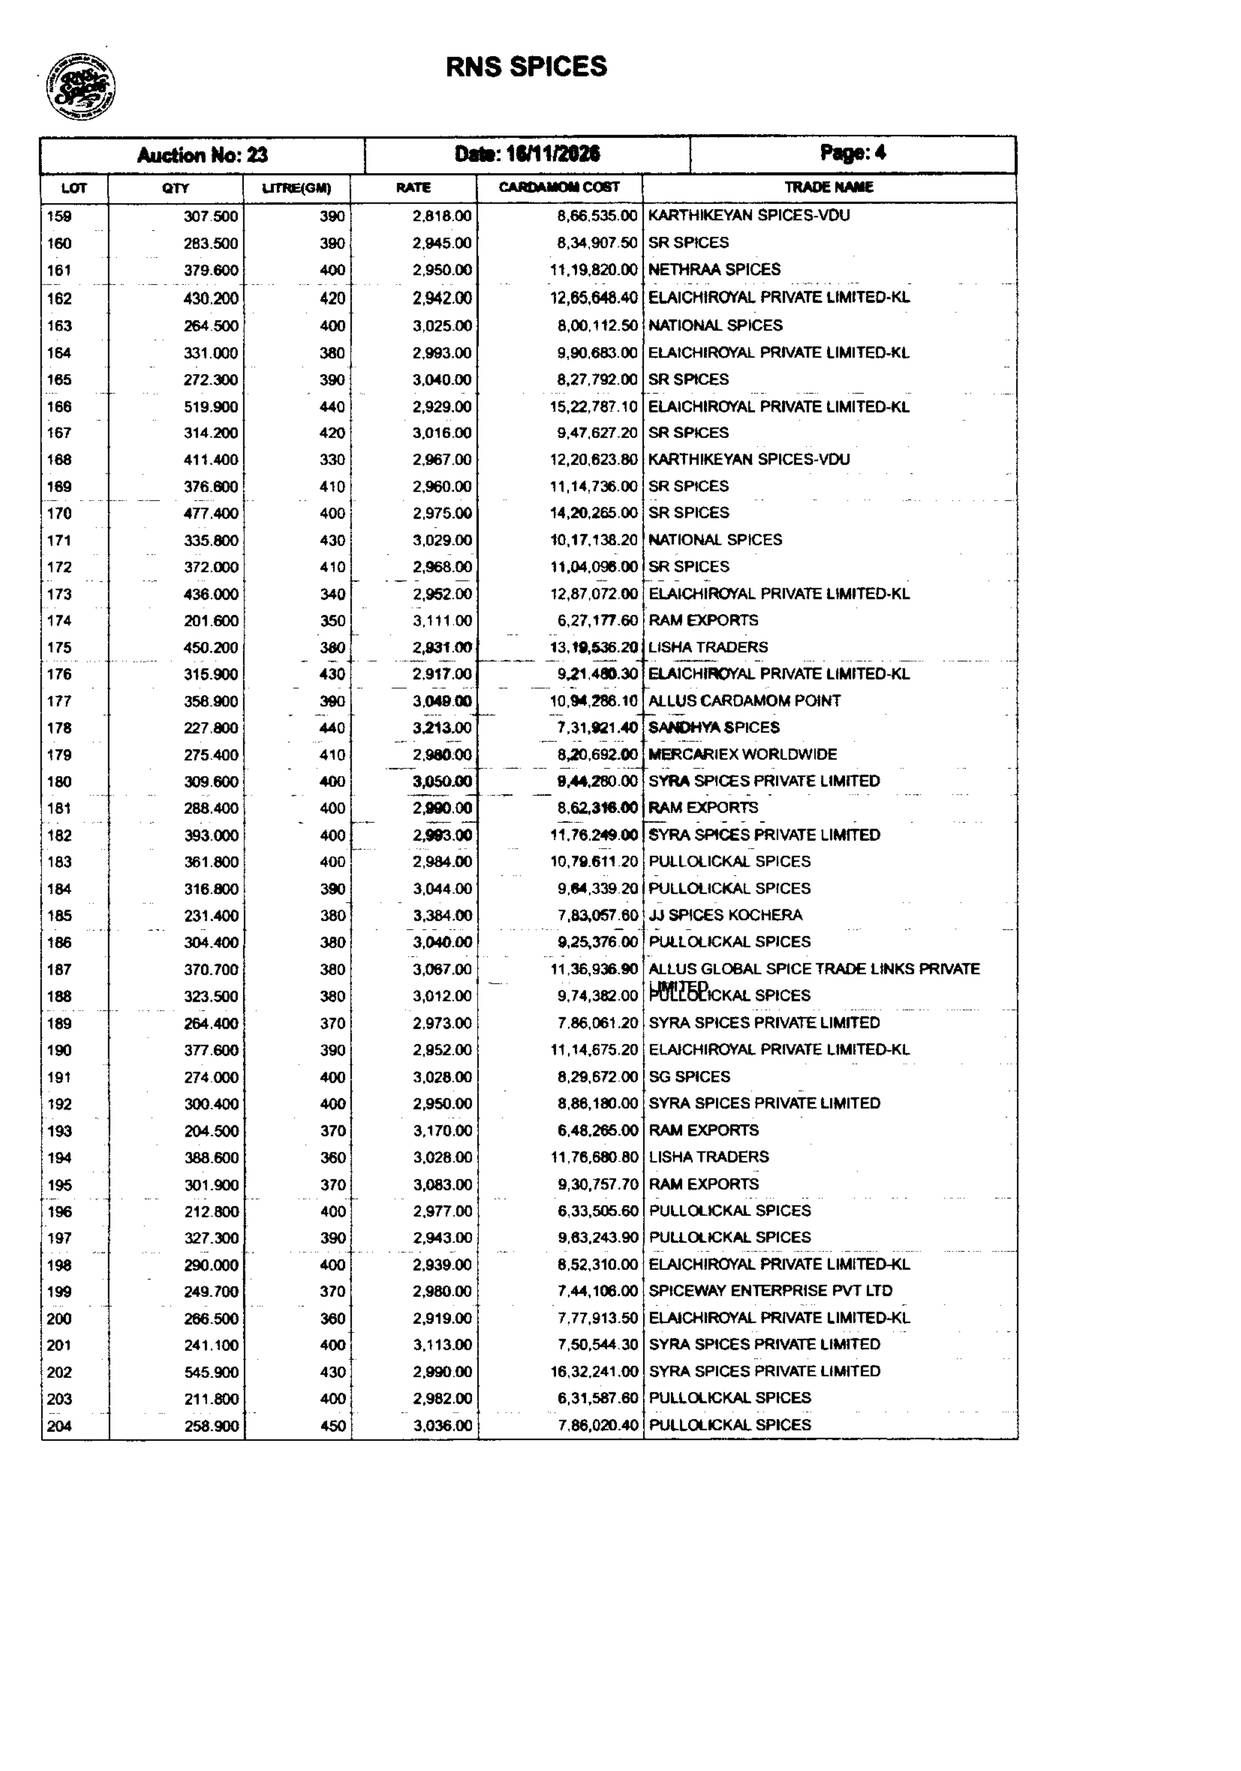 RNS SPICES
RNS
Spices
Auction No: 23 Date: 16/11/2026 Page: 4
LOT QTY LITRE(GM) RATE CARDAMOM COST TRADE NAME
159 307.500 390 2,818.00 8,66,535.00 KARTHIKEYAN SPICES-VDU
160 283.500 390 2,945.00 8,34,907.50 SR SPICES
161 379.600 400 2,950.00 11,19,820.00 NETHRAA SPICES
162 430.200 420 2,942.00 12,65,648.40 ELAICHIROYAL PRIVATE LIMITED-KL
163 264.500 400 3,025.00 8,00,112.50 NATIONAL SPICES
164 331.000 380 2,993.00 9,90,683.00 ELAICHIROYAL PRIVATE LIMITED-KL
165 272.300 390 3,040.00 8,27,792.00 SR SPICES
166 519.900 440 2,929.00 15,22,787.10 ELAICHIROYAL PRIVATE LIMITED-KL
167 314.200 420 3,016.00 9,47,627.20 SR SPICES
168 411.400 330 2,967.00 12,20,623.80 KARTHIKEYAN SPICES-VDU
169 376.600 410 2,960.00 11,14,736.00 SR SPICES
170 477.400 400 2,975.00 14,20,265.00 SR SPICES
171 335.800 430 3,029.00 10,17,138.20 NATIONAL SPICES
172 372.000 410 2,968.00 11,04,096.00 SR SPICES
173 436.000 340 2,952.00 12,87,072.00 ELAICHIROYAL PRIVATE LIMITED-KL
174 201.600 350 3,111.00 6,27,177.60 RAM EXPORTS
175 450.200 380 2,931.00 13,19,536.20 LISHA TRADERS
176 315.900 430 2,917.00 9,21,480.30 ELAICHIROYAL PRIVATE LIMITED-KL
177 358.900 390 3,049.00 10,94,286.10 ALLUS CARDAMOM POINT
178 227.800 440 3,213.00 7,31,921.40 SANDHYA SPICES
179 275.400 410 2,980.00 8,20,692.00 MERCARIEX WORLDWIDE
180 309.600 400 3,050.00 9,44,280.00 SYRA SPICES PRIVATE LIMITED
181 288.400 400 2,990.00 8,62,316.00 RAM EXPORTS
182 393.000 400 2,993.00 11,76,249.00 SYRA SPICES PRIVATE LIMITED
183 361.800 400 2,984.00 10,79,611.20 PULLOLICKAL SPICES
184 316.800 390 3,044.00 9,64,339.20 PULLOLICKAL SPICES
185 231.400 380 3,384.00 7,83,057.60 JJ SPICES KOCHERA
186 304.400 380 3,040.00 9,25,376.00 PULLOLICKAL SPICES
187 370.700 380 3,067.00 11,36,936.90 ALLUS GLOBAL SPICE TRADE LINKS PRIVATE
LIMITED
188 323.500 380 3,012.00 9,74,382.00 PULLOLICKAL SPICES
189 264.400 370 2,973.00 7,86,061.20 SYRA SPICES PRIVATE LIMITED
190 377.600 390 2,952.00 11,14,675.20 ELAICHIROYAL PRIVATE LIMITED-KL
191 274.000 400 3,028.00 8,29,672.00 SG SPICES
192 300.400 400 2,950.00 8,86,180.00 SYRA SPICES PRIVATE LIMITED
193 204.500 370 3,170.00 6,48,265.00 RAM EXPORTS
194 388.600 360 3,028.00 11,76,680.80 LISHA TRADERS
195 301.900 370 3,083.00 9,30,757.70 RAM EXPORTS
196 212.800 400 2,977.00 6,33,505.60 PULLOLICKAL SPICES
197 327.300 390 2,943.00 9,63,243.90 PULLOLICKAL SPICES
198 290.000 400 2,939.00 8,52,310.00 ELAICHIROYAL PRIVATE LIMITED-KL
199 249.700 370 2,980.00 7,44,106.00 SPICEWAY ENTERPRISE PVT LTD
200 266.500 360 2,919.00 7,77,913.50 ELAICHIROYAL PRIVATE LIMITED-KL
201 241.100 400 3,113.00 7,50,544.30 SYRA SPICES PRIVATE LIMITED
202 545.900 430 2,990.00 16,32,241.00 SYRA SPICES PRIVATE LIMITED
203 211.800 400 2,982.00 6,31,587.60 PULLOLICKAL SPICES
204 258.900 450 3,036.00 7,86,020.40 PULLOLICKAL SPICES